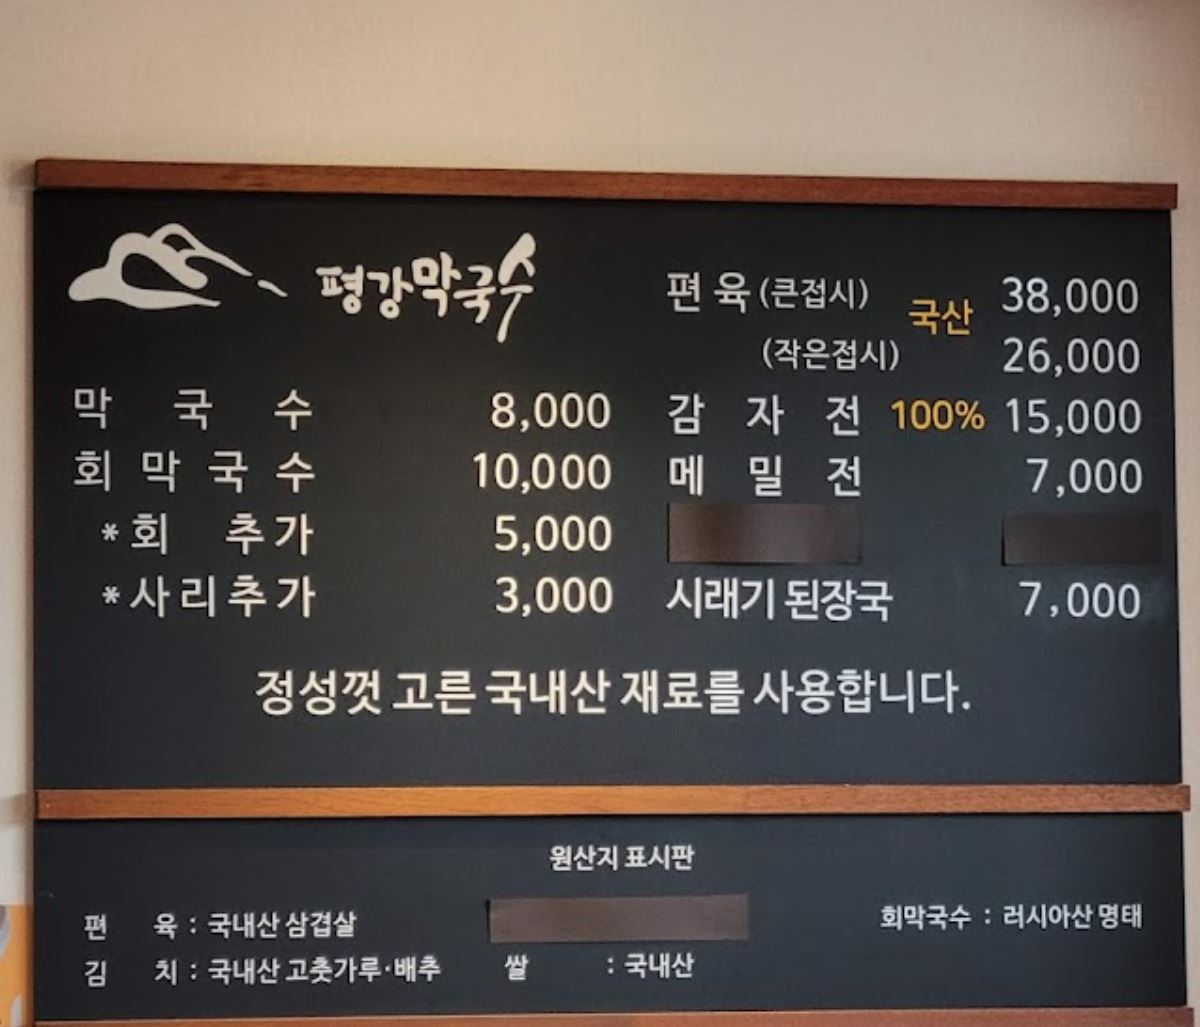 평강막국수
막국수 8,000
회막국수 10,000
*회 추가 5,000
*사리추가 3,000
편육(큰접시) 국산 38,000
(작은접시) 26,000
감자전 100% 15,000
메밀전 7,000
시래기 된장국 7,000
정성껏 고른 국내산 재료를 사용합니다.
원산지 표시판
편육 : 국내산 삼겹살
회막국수 : 러시아산 명태
김치 : 국내산 고춧가루·배추
쌀 : 국내산